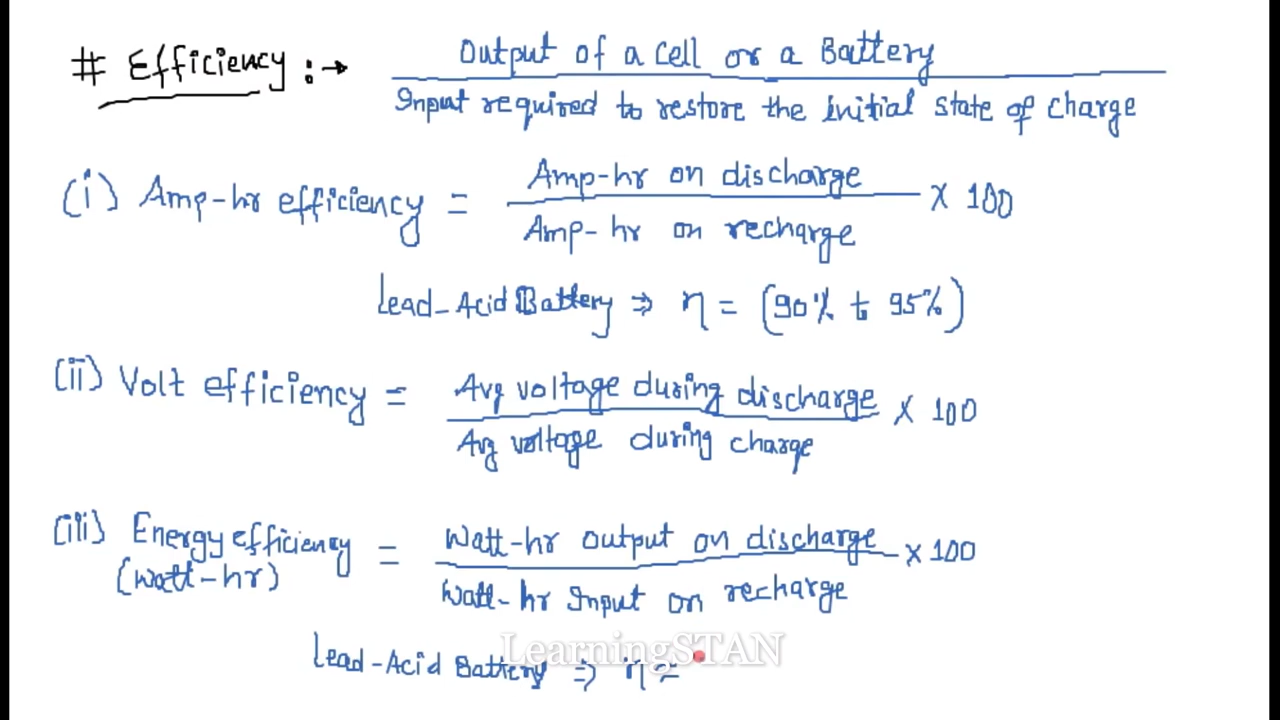 # Efficiency :→ Output of a cell or a Battery
Input required to restore the initial state of charge
(i) Amp-hr efficiency = Amp-hr on discharge × 100
Amp-hr on recharge
Lead-Acid Battery ⇒ η = (90% to 95%)
(ii) Volt efficiency = Avg voltage during discharge × 100
Avg voltage during charge
(iii) Energy efficiency = Watt-hr output on discharge × 100
(Watt-hr) Watt-hr Input on recharge
LearningSTAN
Lead-Acid Battery ⇒ η =